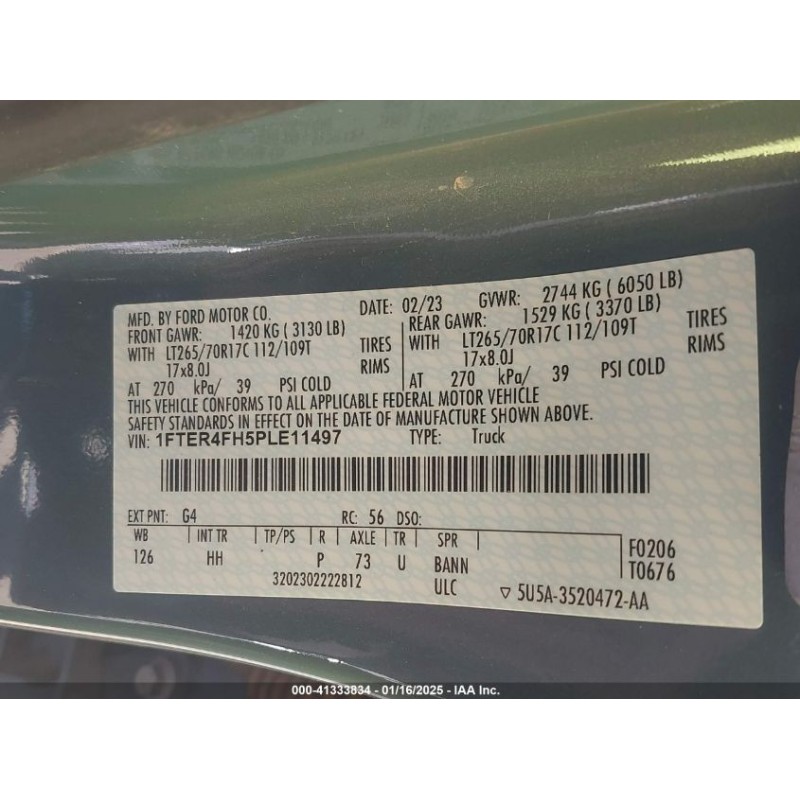 MFD. BY FORD MOTOR CO.
DATE: 02/23 GVWR: 2744 KG ( 6050 LB)
FRONT GAWR: 1420 KG ( 3130 LB)
WITH LT265/70R17C 112/109T TIRES
17x8.0J RIMS
AT 270 kPa/ 39 PSI COLD
REAR GAWR: 1529 KG ( 3370 LB)
WITH LT265/70R17C 112/109T TIRES
17x8.0J RIMS
AT 270 kPa/ 39 PSI COLD
THIS VEHICLE CONFORMS TO ALL APPLICABLE FEDERAL MOTOR VEHICLE
SAFETY STANDARDS IN EFFECT ON THE DATE OF MANUFACTURE SHOWN ABOVE.
VIN: 1FTER4FH5PLE11497 TYPE: Truck
EXT PNT: G4 RC: 56 DSO:
WB INT TR TP/PS R AXLE TR SPR
126 HH P 73 U BANN
F0206
T0676
3202302222812 ULC
▽ 5U5A-3520472-AA
000-41333834 - 01/16/2025 - IAA Inc.